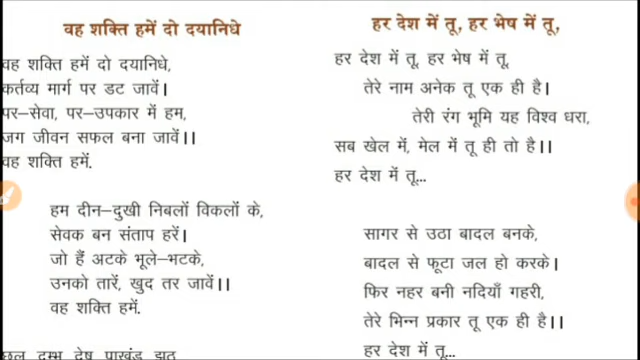 वह शक्ति हमें दो दयानिधे
वह शक्ति हमें दो दयानिधे,
कर्तव्य मार्ग पर डट जावें।
पर–सेवा, पर–उपकार में हम,
जग जीवन सफल बना जावें।।
वह शक्ति हमें.
हम दीन–दुखी निबलों विकलों के,
सेवक बन संताप हरें।
जो हैं अटके भूले–भटके,
उनको तारें, खुद तर जावें।।
वह शक्ति हमें.
छल दम्भ द्वेष पाखंड झूठ
हर देश में तू, हर भेष में तू,
हर देश में तू, हर भेष में तू,
तेरे नाम अनेक तू एक ही है।
तेरी रंग भूमि यह विश्व धरा,
सब खेल में, मेल में तू ही तो है।।
हर देश में तू...
सागर से उठा बादल बनके,
बादल से फूटा जल हो करके।
फिर नहर बनी नदियाँ गहरी,
तेरे भिन्न प्रकार तू एक ही है।।
हर देश में तू...